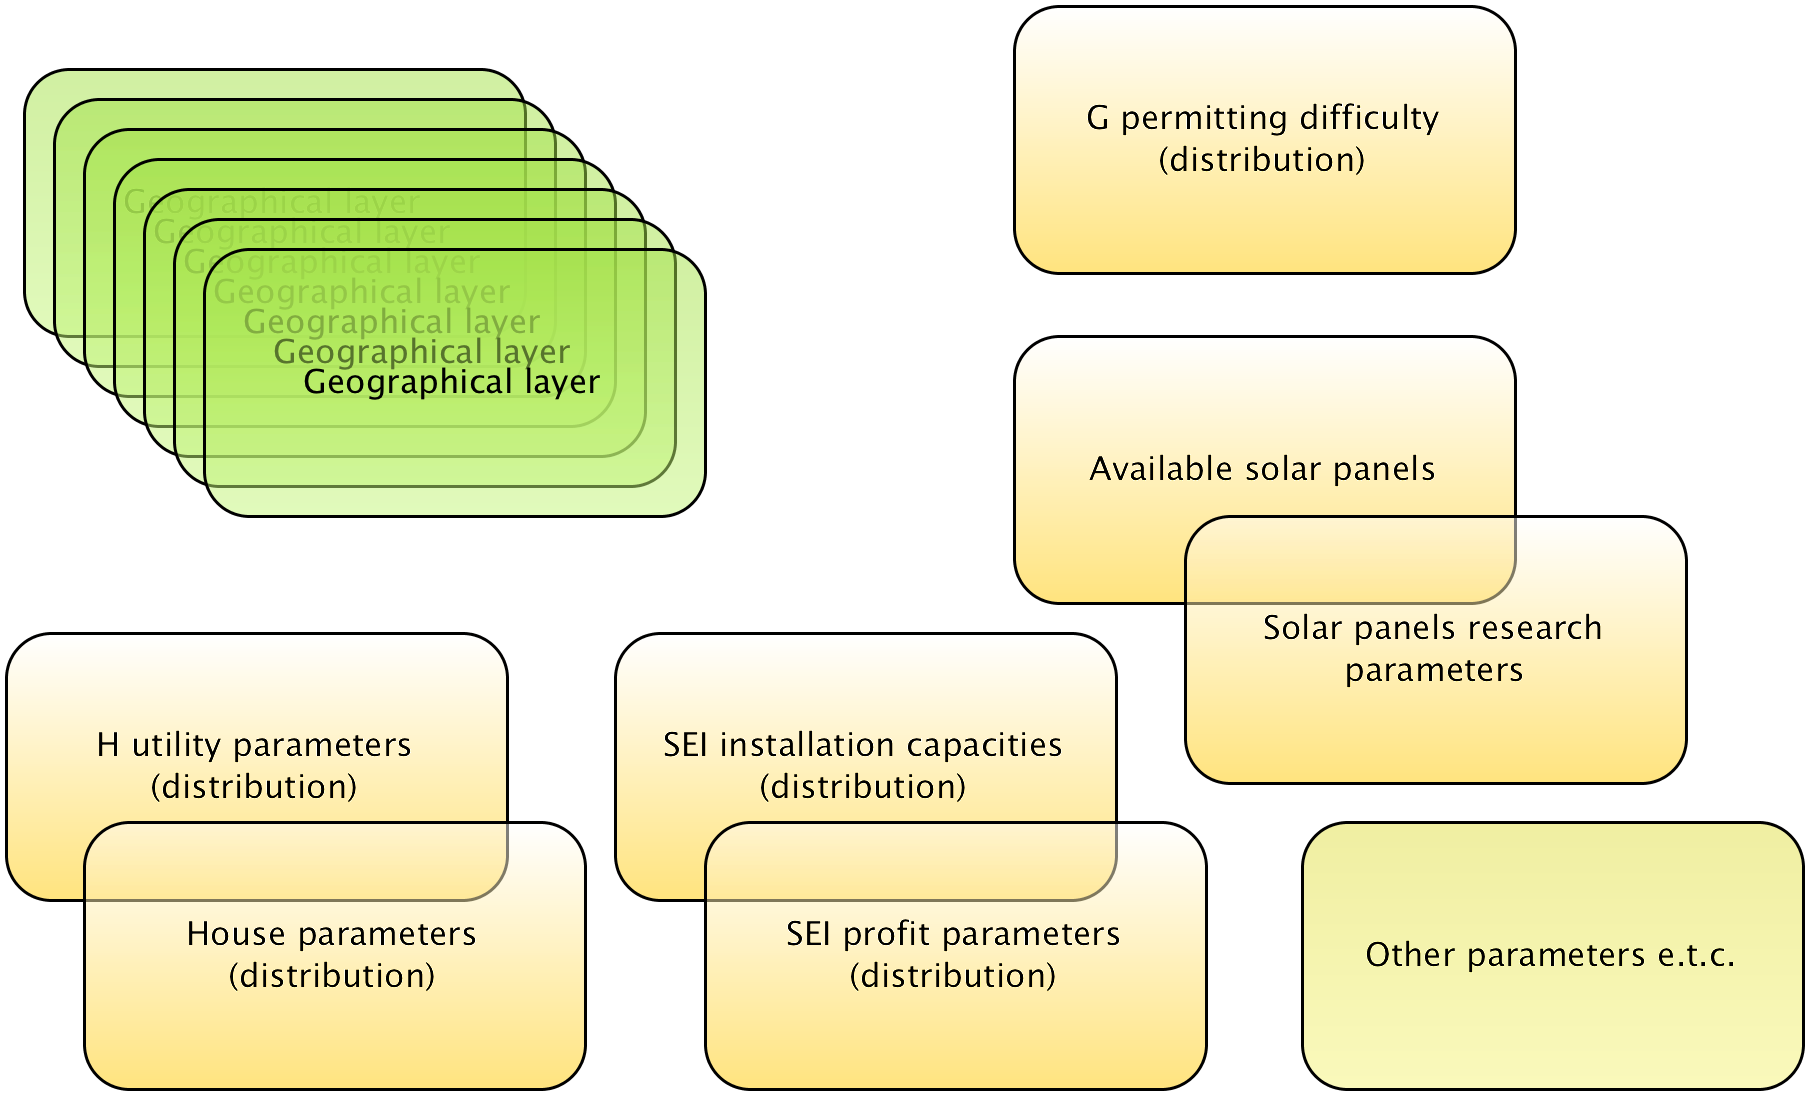 G permitting difficulty
(distribution)
Geographical layer
Geographical layer
Geographical layer
Geographical layer
Geographical layer
Geographical layer
Geographical layer
Available solar panels
Solar panels research
parameters
H utility parameters
(distribution)
SEI installation capacities
(distribution)
House parameters
(distribution)
SEI profit parameters
(distribution)
Other parameters e.t.c.